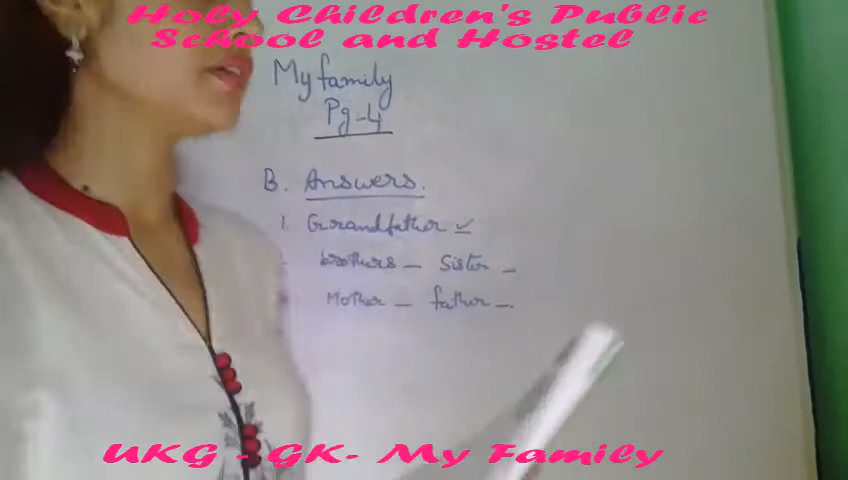 Holy Children's Public
School and Hostel
My family
Pg-4
B. Answers.
1. Grandfather ✓
brothers - Sister -
Mother - father -.
UKG - GK- My Family